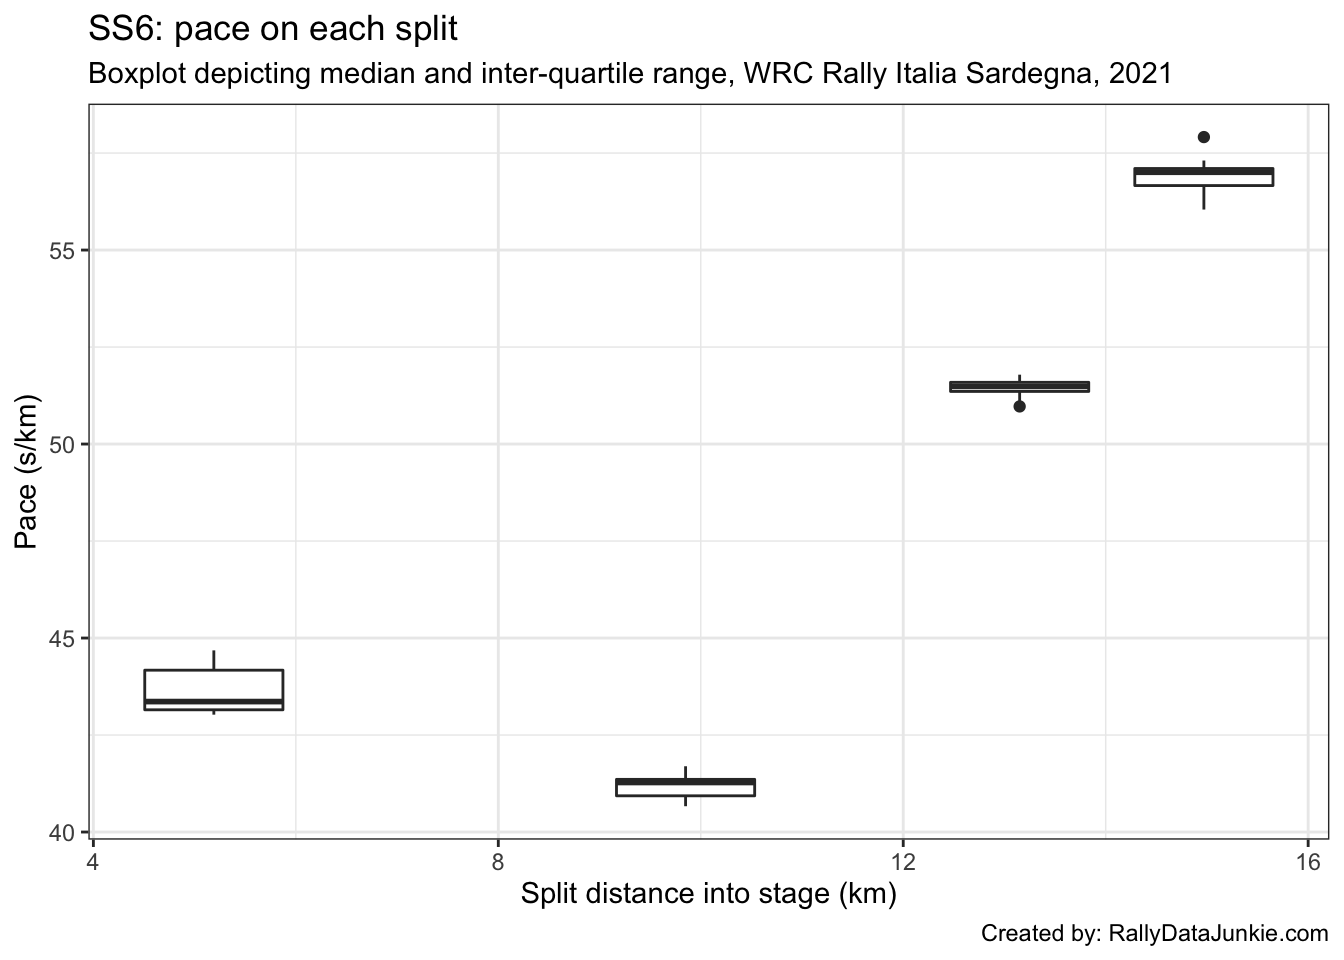 SS6: pace on each split
Boxplot depicting median and inter-quartile range, WRC Rally Italia Sardegna, 2021
Pace (s/km)
55
50
45
40
4 8 12 16
Split distance into stage (km)
Created by: RallyDataJunkie.com